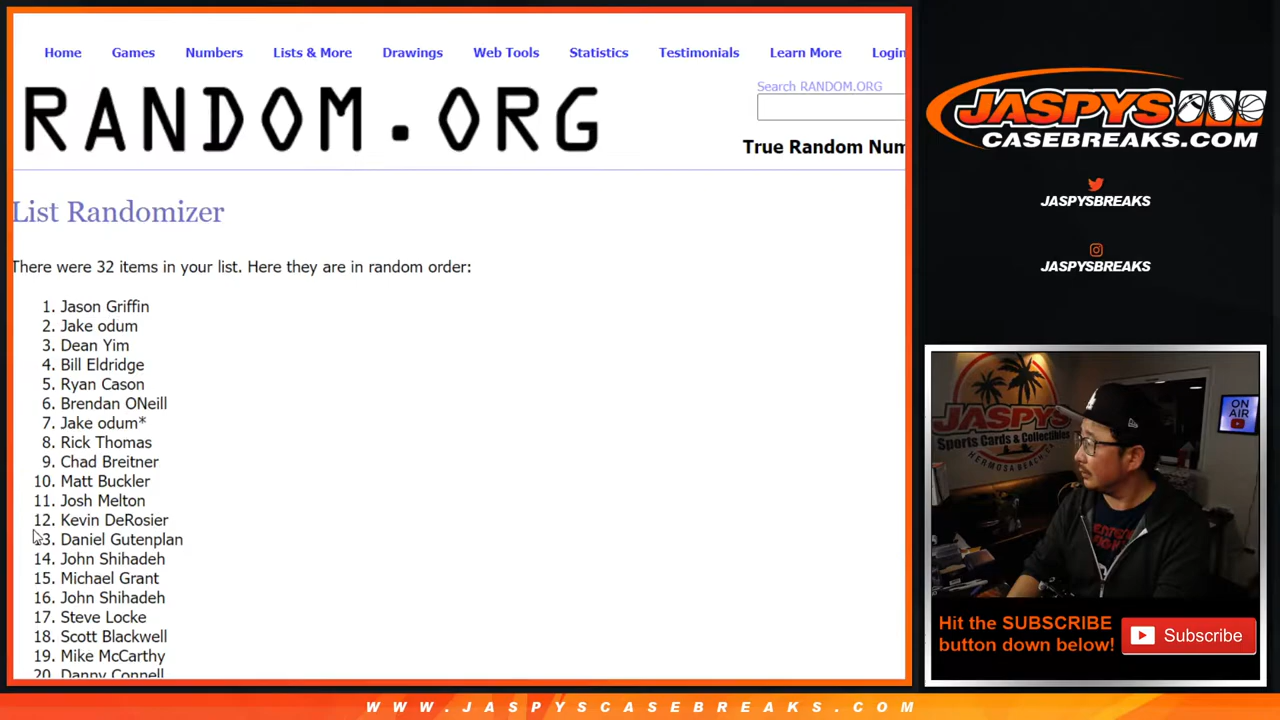 Home Games Numbers Lists & More Drawings Web Tools Statistics Testimonials Learn More Login
RANDOM.ORG
Search RANDOM.ORG
True Random Num
List Randomizer
There were 32 items in your list. Here they are in random order:
1. Jason Griffin
2. Jake odum
3. Dean Yim
4. Bill Eldridge
5. Ryan Cason
6. Brendan ONeill
7. Jake odum*
8. Rick Thomas
9. Chad Breitner
10. Matt Buckler
11. Josh Melton
12. Kevin DeRosier
13. Daniel Gutenplan
14. John Shihadeh
15. Michael Grant
16. John Shihadeh
17. Steve Locke
18. Scott Blackwell
19. Mike McCarthy
20. Danny Connell
JASPYS
CASEBREAKS.COM
JASPYSBREAKS
JASPYSBREAKS
JASPYS
Sports Cards & Collectibles
HERMOSA BEACH, CA
ON
AIR
Hit the SUBSCRIBE
button down below!
Subscribe
WWW.JASPYSCASEBREAKS.COM